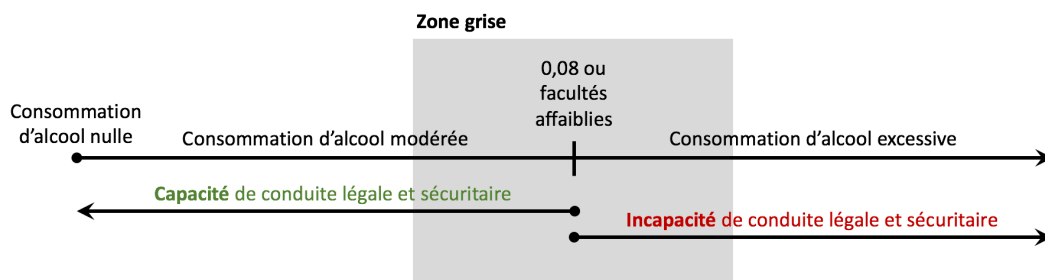 Zone grise
0,08 ou
facultés
affaiblies
Consommation
d'alcool nulle
Consommation d'alcool modérée
Consommation d'alcool excessive
Capacité de conduite légale et sécuritaire
Incapacité de conduite légale et sécuritaire